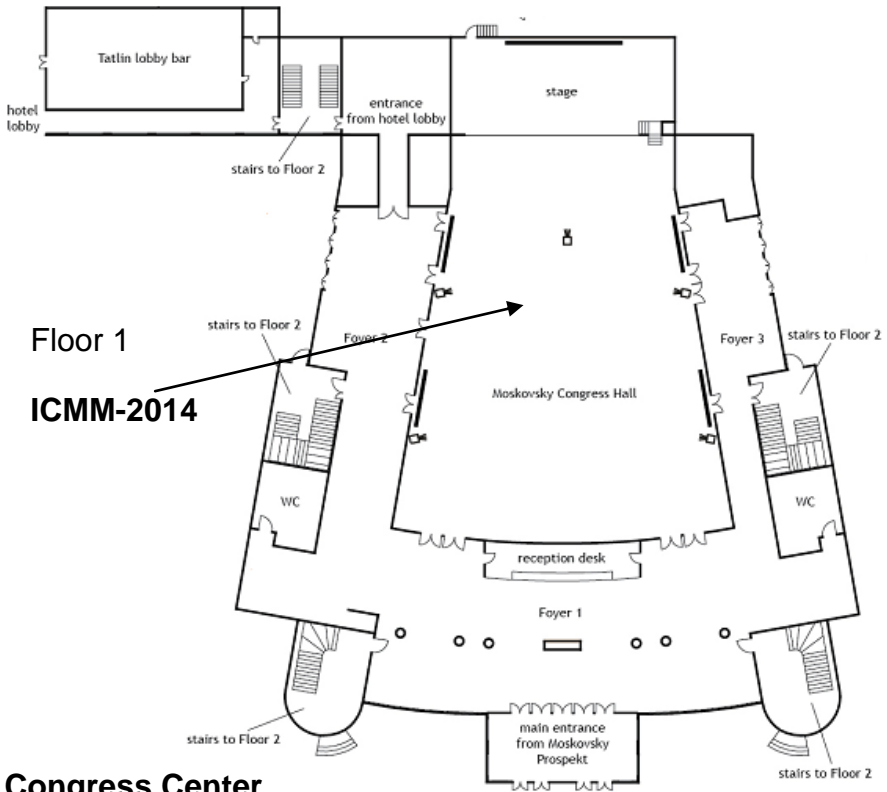 Tatlin lobby bar
hotel
lobby
entrance
from hotel lobby
stage
stairs to Floor 2
Floor 1
ICMM-2014
stairs to Floor 2
Foyer 2
Foyer 3
stairs to Floor 2
Moskovsky Congress Hall
WC
WC
reception desk
Foyer 1
stairs to Floor 2
main entrance
from Moskovsky
Prospekt
stairs to Floor 2
Congress Center